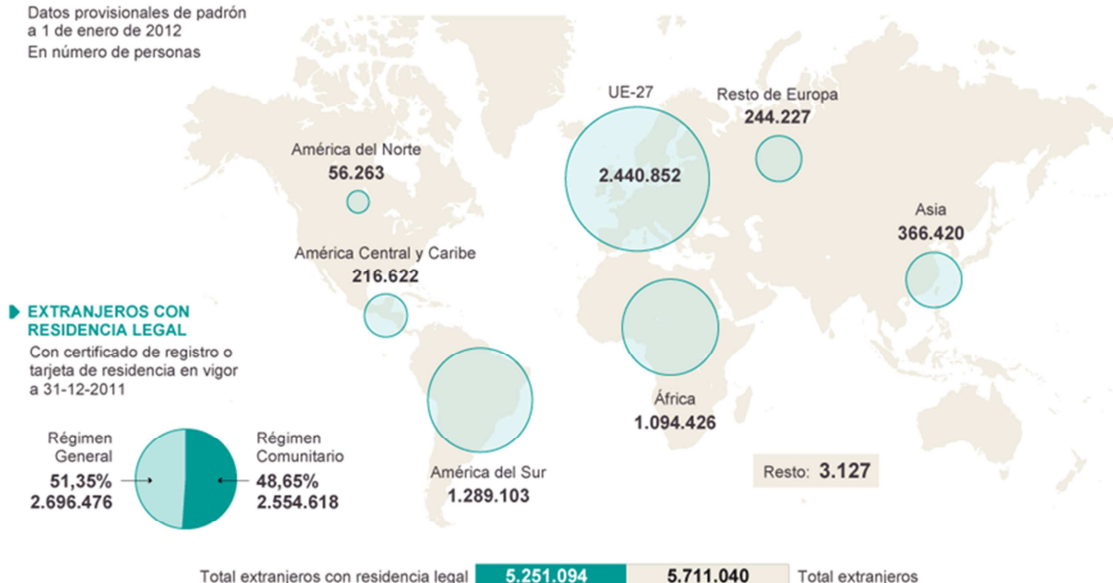 Datos provisionales de padrón
a 1 de enero de 2012
En número de personas
UE-27
2.440.852
Resto de Europa
244.227
América del Norte
56.263
Asia
366.420
América Central y Caribe
216.622
EXTRANJEROS CON
RESIDENCIA LEGAL
Con certificado de registro o
tarjeta de residencia en vigor
a 31-12-2011
África
1.094.426
Régimen
General
51,35%
2.696.476
Régimen
Comunitario
48,65%
2.554.618
América del Sur
1.289.103
Resto: 3.127
Total extranjeros con residencia legal 5.251.094 5.711.040 Total extranjeros